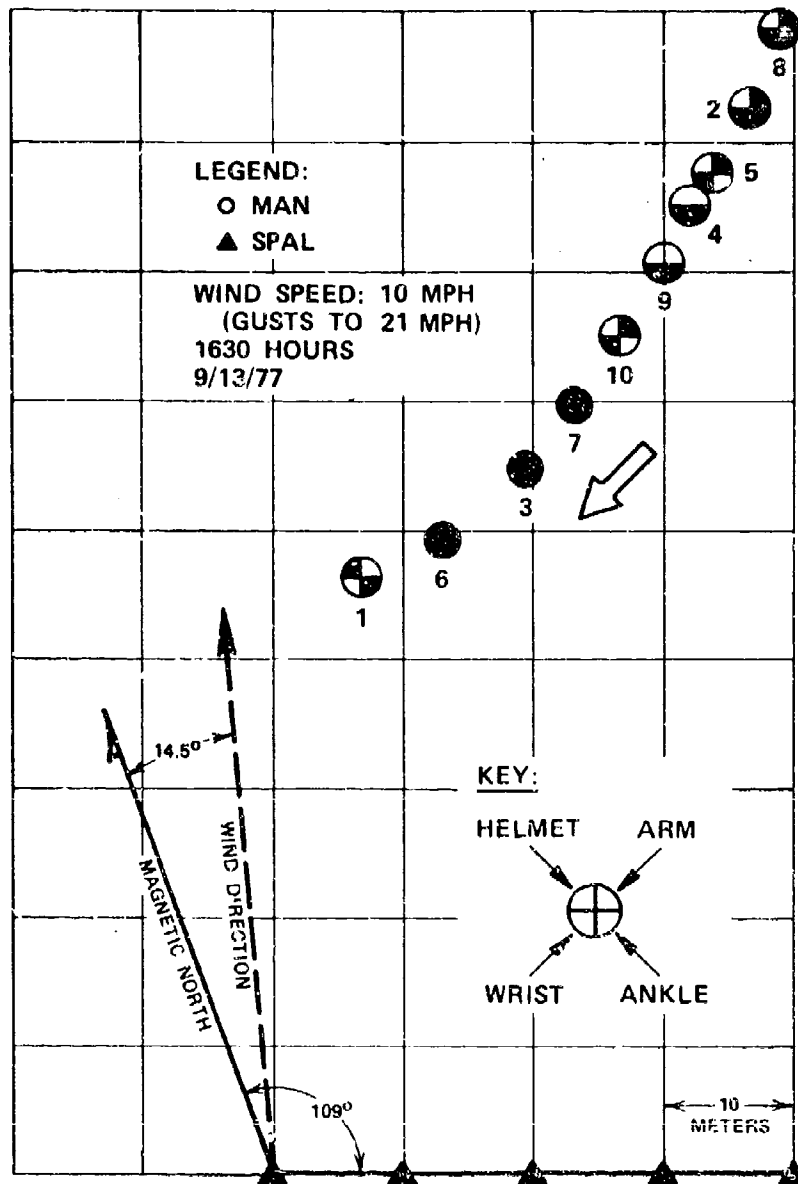 8
2
5
4
9
10
7
3
6
1
LEGEND:
O MAN
▲ SPAL
WIND SPEED: 10 MPH
(GUSTS TO 21 MPH)
1630 HOURS
9/13/77
14.5°
WIND DIRECTION
MAGNETIC NORTH
109°
KEY:
HELMET ARM
WRIST ANKLE
10
METERS